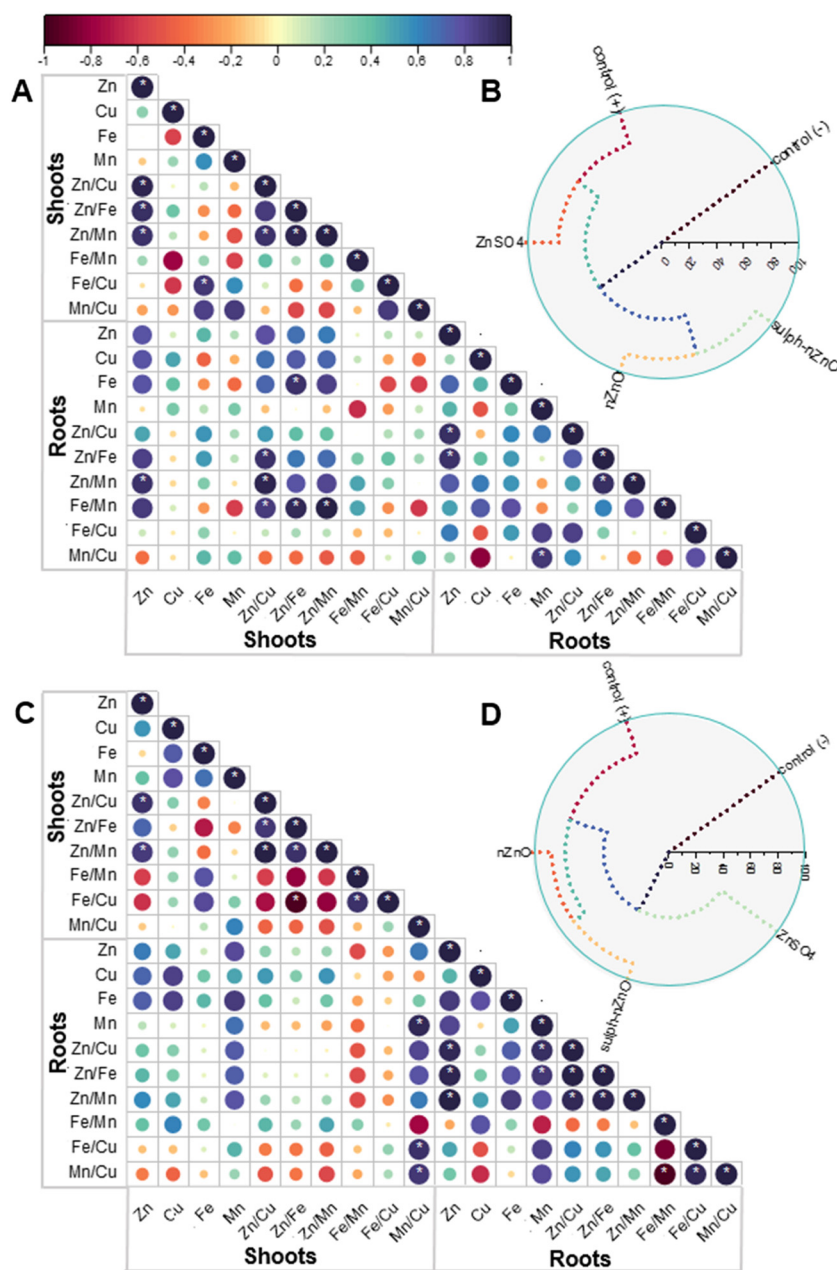 -1 -0,8 -0,6 -0,4 -0,2 0 0,2 0,4 0,6 0,8 1
A
Shoots
Zn
Cu
Fe
Mn
Zn/Cu
Zn/Fe
Zn/Mn
Fe/Mn
Fe/Cu
Mn/Cu
Roots
Zn
Cu
Fe
Mn
Zn/Cu
Zn/Fe
Zn/Mn
Fe/Mn
Fe/Cu
Mn/Cu
Zn Cu Fe Mn Zn/Cu Zn/Fe Zn/Mn Fe/Mn Fe/Cu Mn/Cu Zn Cu Fe Mn Zn/Cu Zn/Fe Zn/Mn Fe/Mn Fe/Cu Mn/Cu
Shoots Roots
B
control (+)
control (-)
ZnSO4
0 20 40 60 80 100
sulph-nZnO
nZnO
C
Shoots
Zn
Cu
Fe
Mn
Zn/Cu
Zn/Fe
Zn/Mn
Fe/Mn
Fe/Cu
Mn/Cu
Roots
Zn
Cu
Fe
Mn
Zn/Cu
Zn/Fe
Zn/Mn
Fe/Mn
Fe/Cu
Mn/Cu
Zn Cu Fe Mn Zn/Cu Zn/Fe Zn/Mn Fe/Mn Fe/Cu Mn/Cu Zn Cu Fe Mn Zn/Cu Zn/Fe Zn/Mn Fe/Mn Fe/Cu Mn/Cu
Shoots Roots
D
control (+)
control (-)
nZnO
0 20 40 60 80 100
ZnSO4
sulph-nZnO